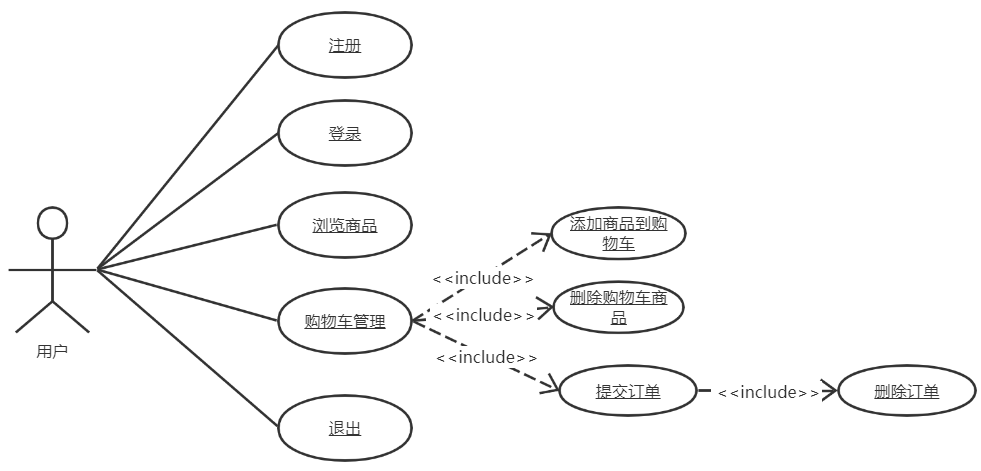 注册
登录
浏览商品
添加商品到购
物车
<<include>>
删除购物车商
品
<<include>>
购物车管理
用户
<<include>>
提交订单
<<include>>
删除订单
退出